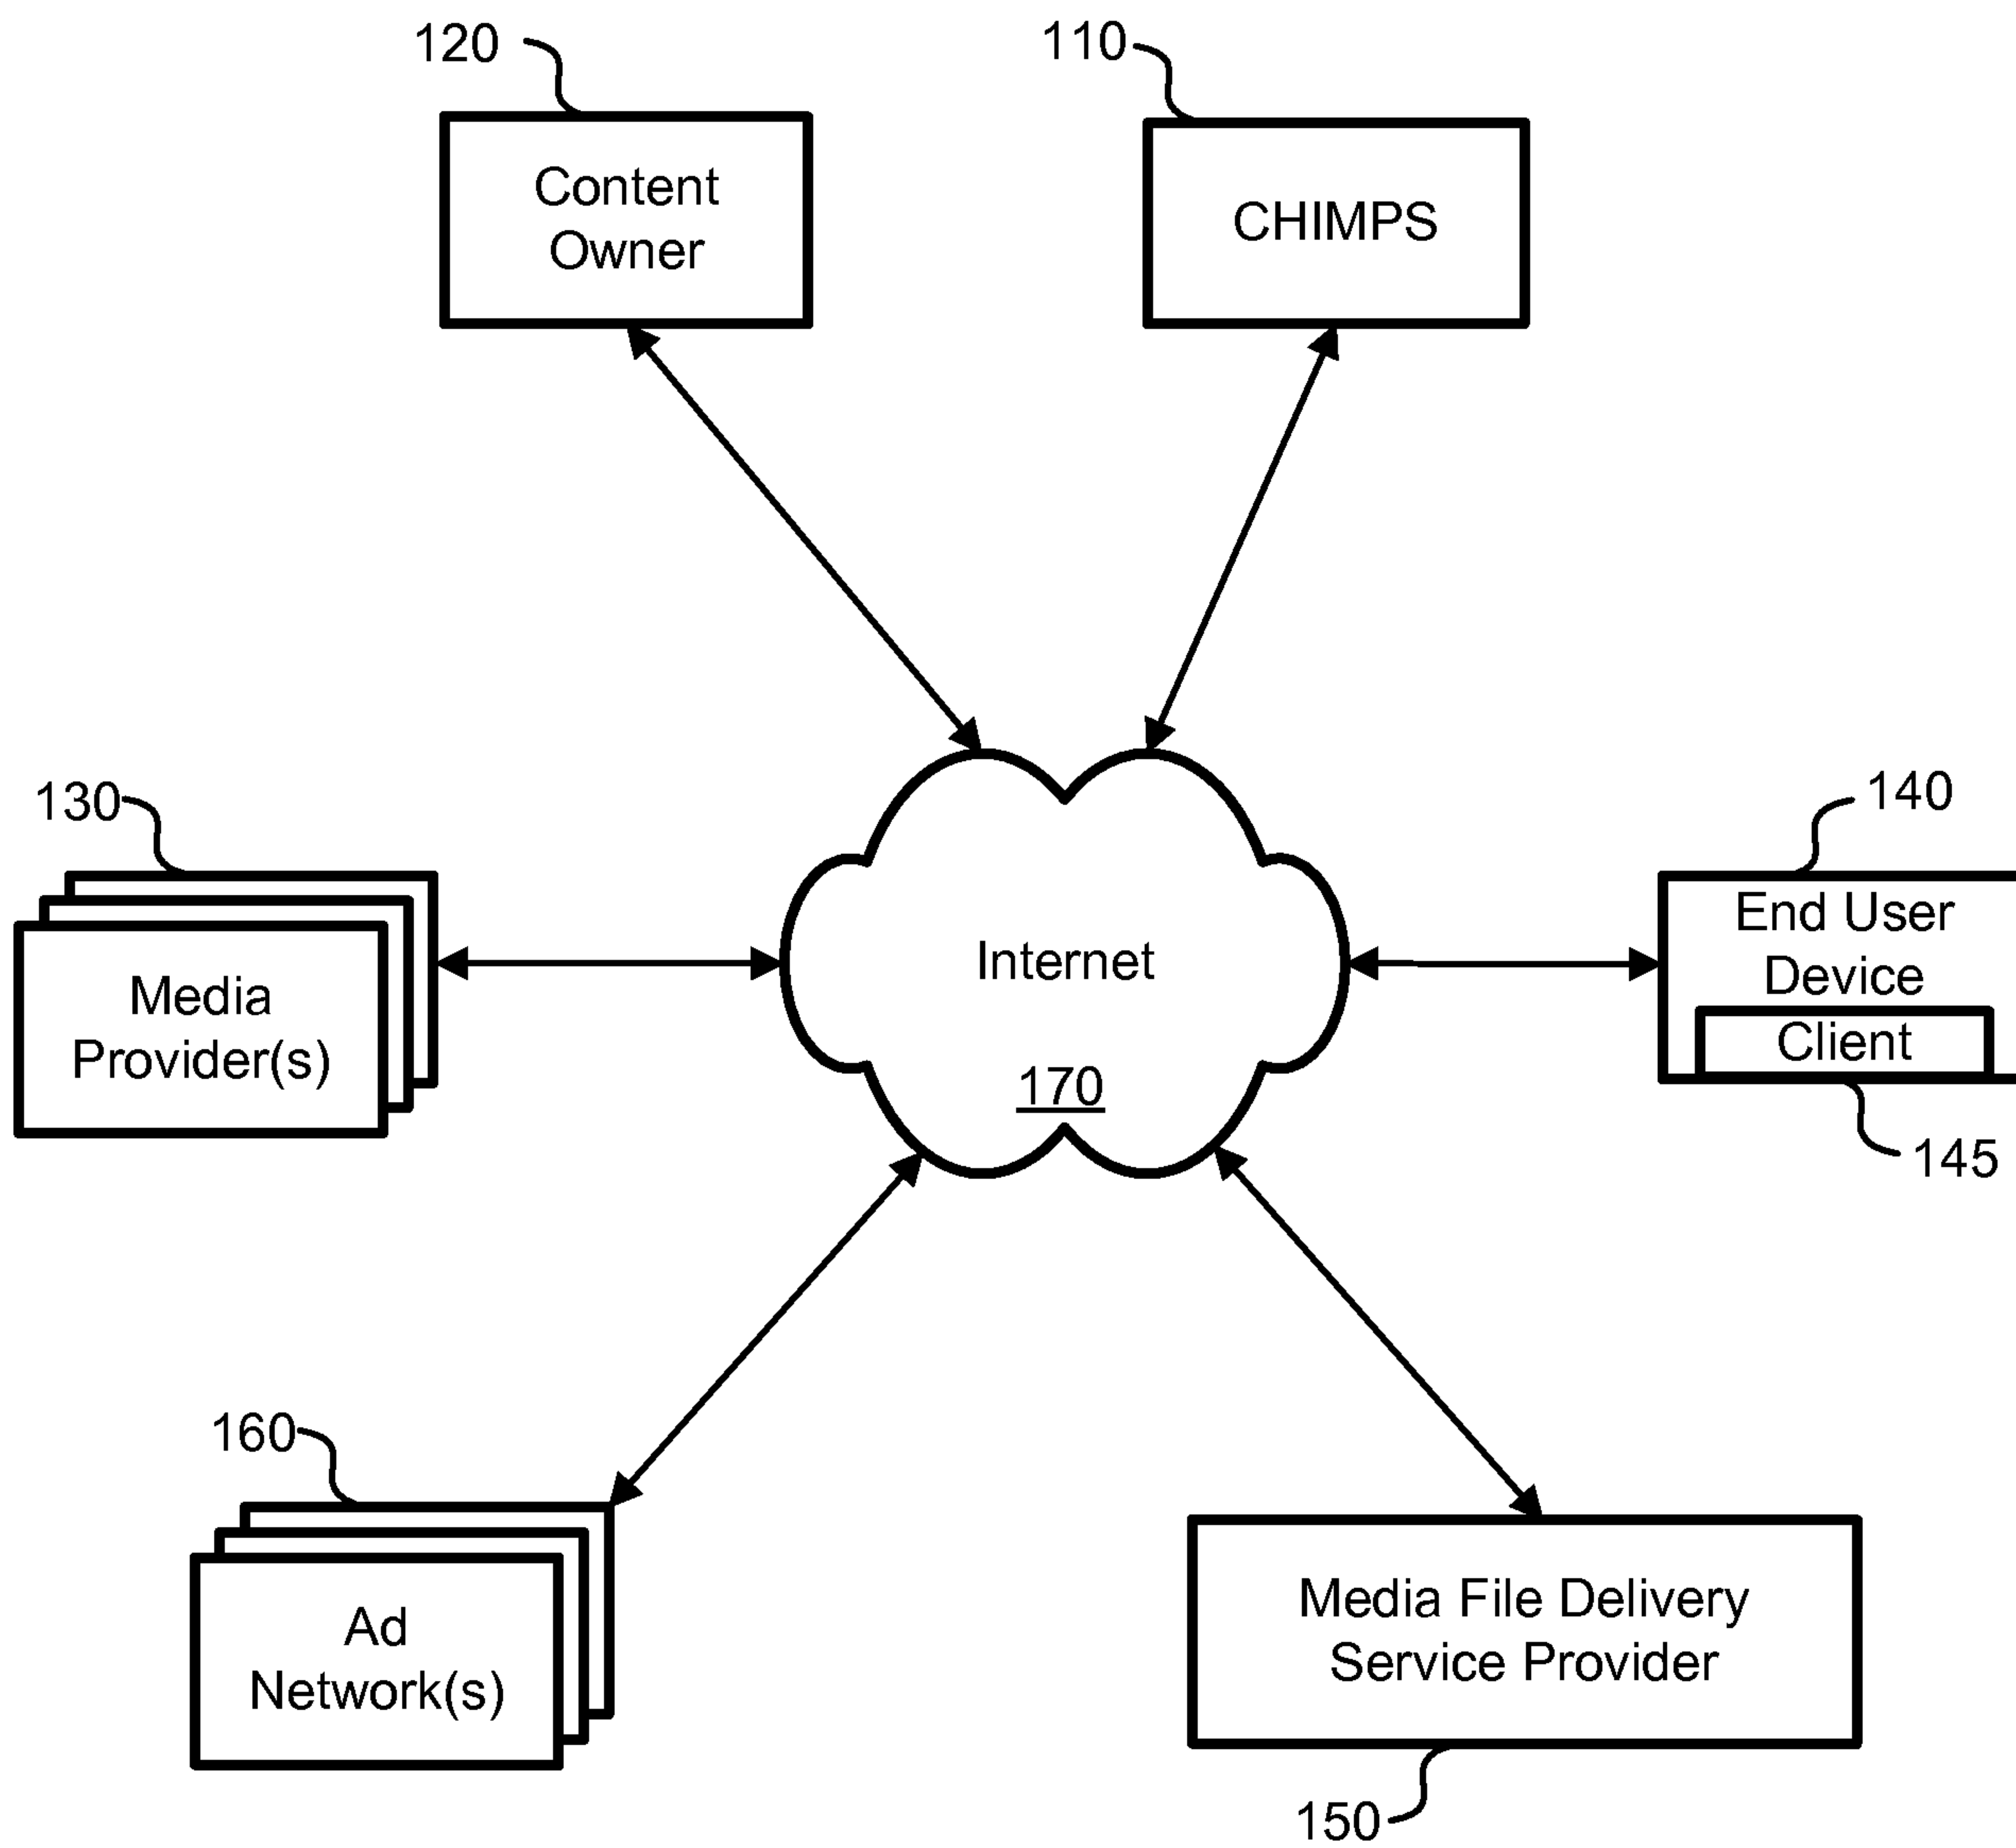 120
110
Content
Owner
CHIMPS
130
140
Media
Provider(s)
Internet
170
End User
Device
Client
145
160
Ad
Network(s)
Media File Delivery
Service Provider
150